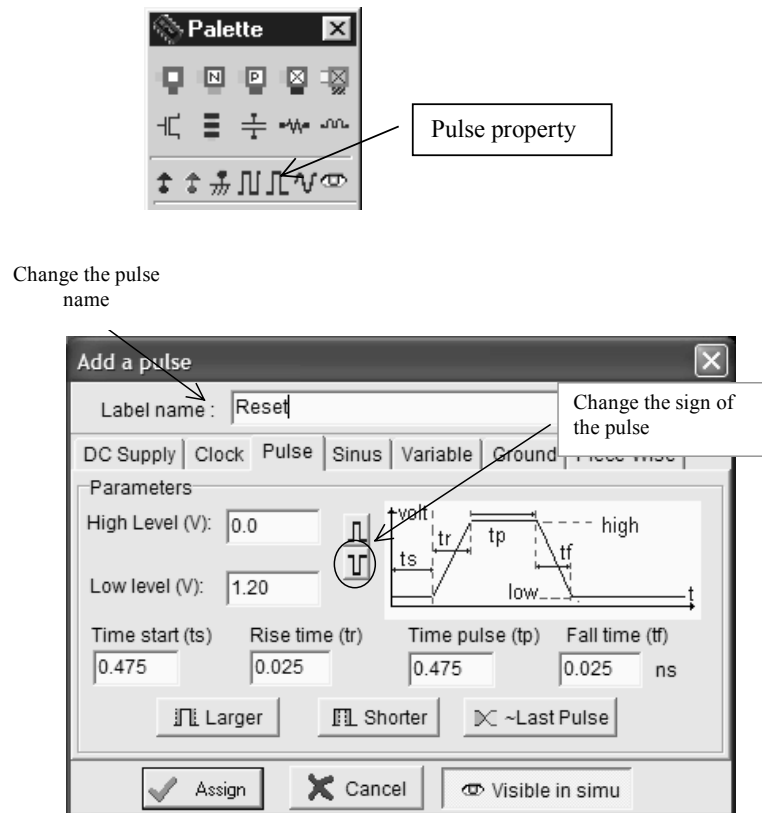 Palette
N P
Pulse property
Change the pulse
name
Add a pulse
Label name : Reset
Change the sign of
the pulse
DC Supply Clock Pulse Sinus Variable Ground
Parameters
High Level (V): 0.0
Low level (V): 1.20
volt
tr
tp
high
ts
tf
low
t
Time start (ts) Rise time (tr) Time pulse (tp) Fall time (tf)
0.475 0.025 0.475 0.025 ns
Larger Shorter ~Last Pulse
Assign Cancel Visible in simu